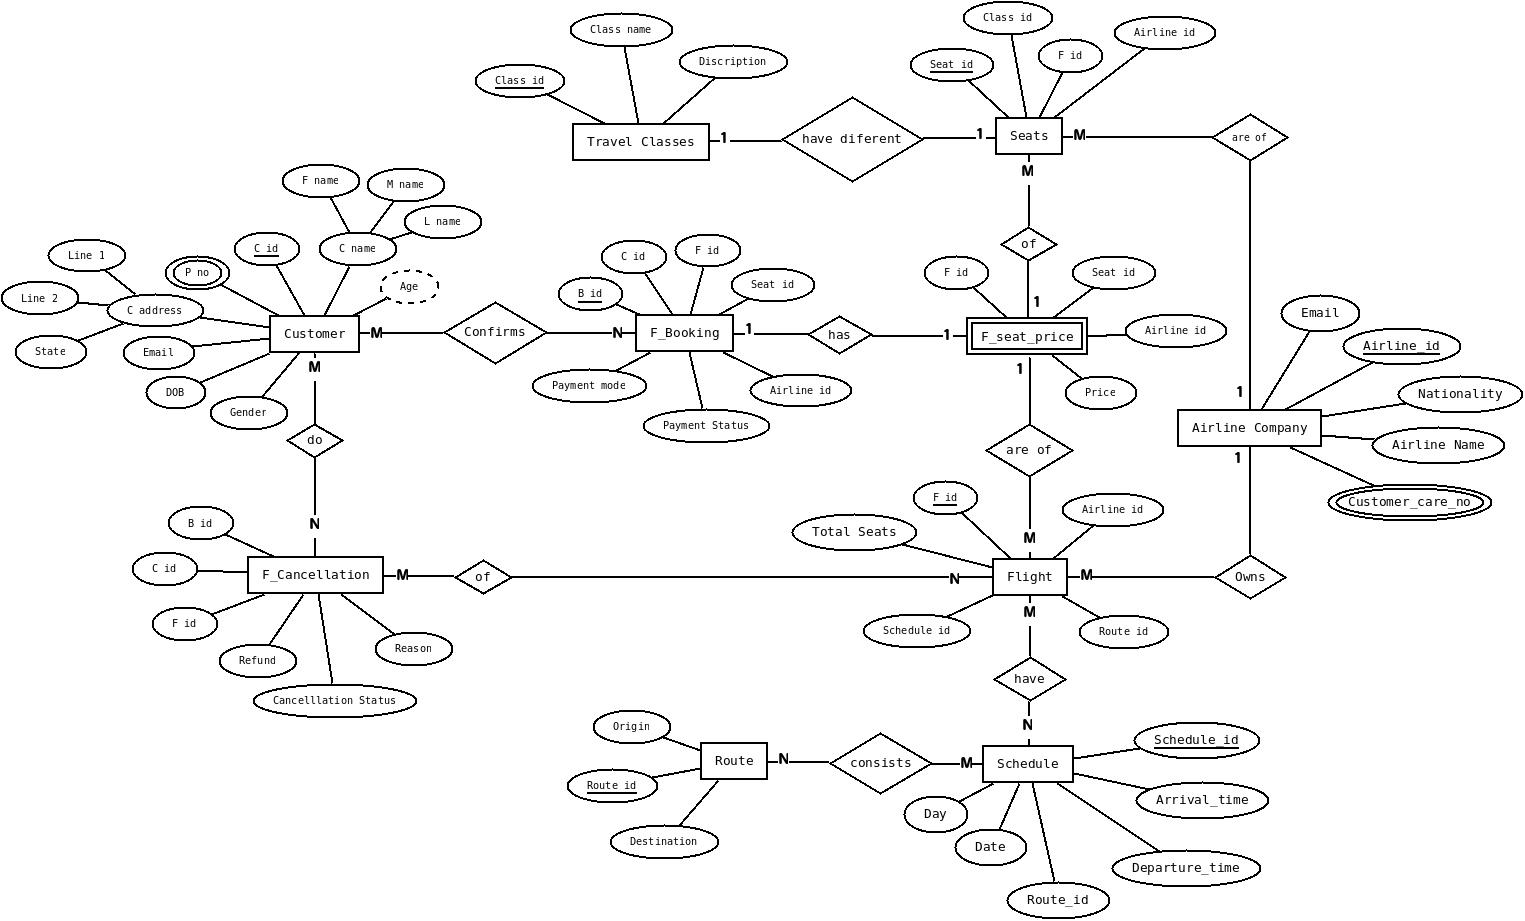 Class id
Class name
Discription
Travel Classes
1
have diferent
1
Seat id
Class id
F id
Airline id
Seats
M
are of
M
of
1
F name
M name
L name
C name
C id
P no
Age
Line 1
Line 2
C address
State
Email
DOB
Gender
Customer
M
Confirms
N
M
do
N
B id
C id
F id
Seat id
F_Booking
Payment mode
Payment Status
Airline id
1
has
1
F id
Seat id
F_seat_price
Airline id
Price
1
are of
M
Email
Airline_id
Nationality
Airline Name
Customer_care_no
1
Airline Company
1
Owns
B id
C id
F id
Refund
Cancelllation Status
Reason
F_Cancellation
M
of
N
Total Seats
F id
Airline id
Flight
M
Schedule id
Route id
M
have
N
Origin
Route id
Destination
Route
N
consists
M
Schedule
Schedule_id
Arrival_time
Departure_time
Day
Date
Route_id